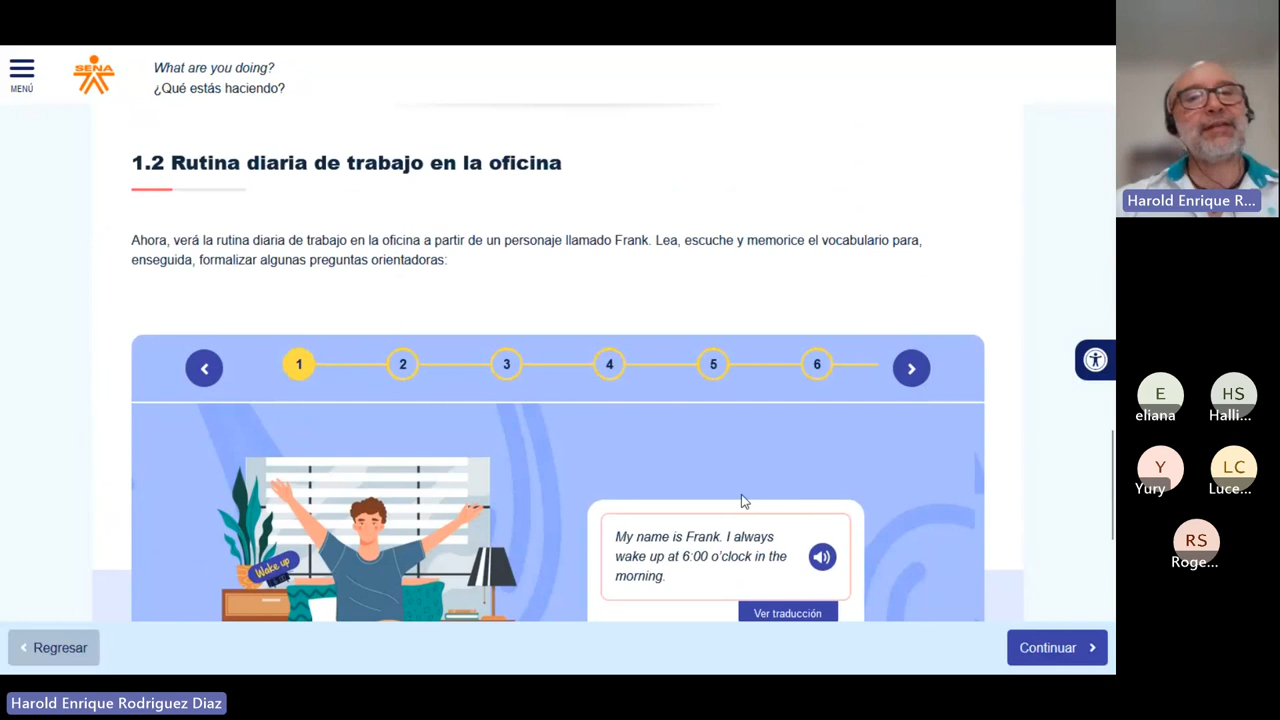 MENÚ
SENA
What are you doing?
¿Qué estás haciendo?
1.2 Rutina diaria de trabajo en la oficina
Ahora, verá la rutina diaria de trabajo en la oficina a partir de un personaje llamado Frank. Lea, escuche y memorice el vocabulario para,
enseguida, formalizar algunas preguntas orientadoras:
1 2 3 4 5 6
Wake up
My name is Frank. I always
wake up at 6:00 o'clock in the
morning.
Ver traducción
Regresar
Continuar
Harold Enrique Rodriguez Diaz
Harold Enrique R...
E
eliana
HS
Halli...
Y
Yury
LC
Luce...
RS
Roge...